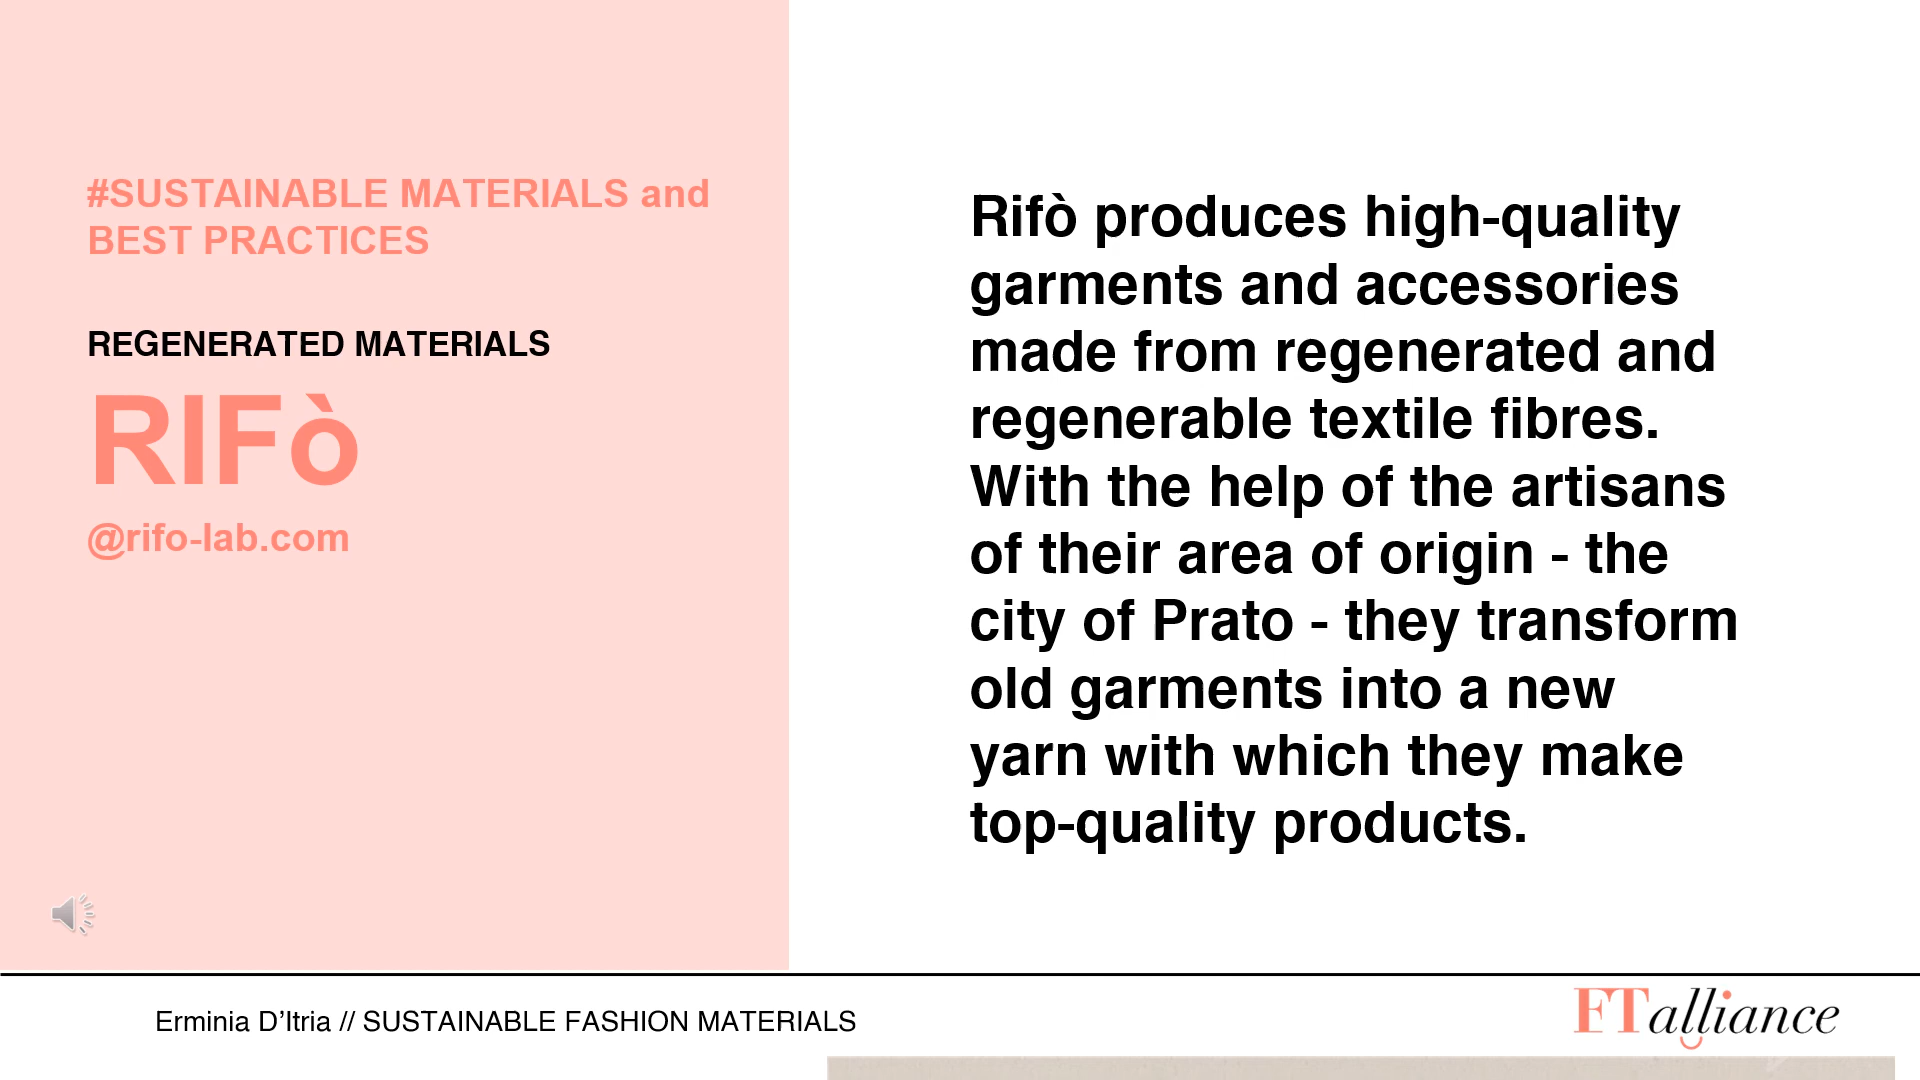 #SUSTAINABLE MATERIALS and
BEST PRACTICES
REGENERATED MATERIALS
RIFò
@rifo-lab.com
Rifò produces high-quality
garments and accessories
made from regenerated and
regenerable textile fibres.
With the help of the artisans
of their area of origin - the
city of Prato - they transform
old garments into a new
yarn with which they make
top-quality products.
Erminia D’Itria // SUSTAINABLE FASHION MATERIALS
FTalliance